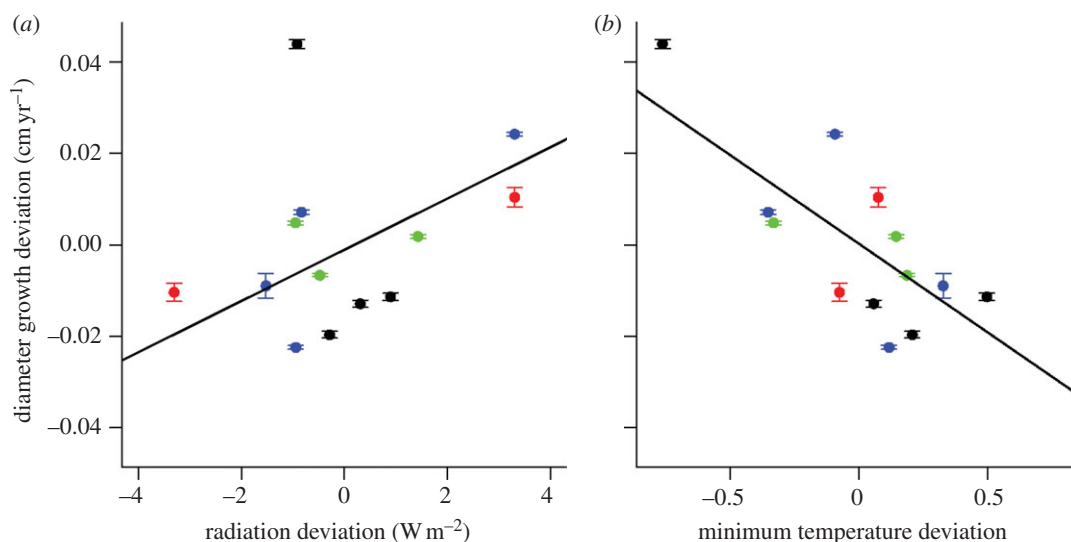 (a)
(b)
diameter growth deviation (cm yr⁻¹)
0.04
0.02
0.00
−0.02
−0.04
−4
−2
0
2
4
radiation deviation (W m⁻²)
−0.5
0
0.5
minimum temperature deviation